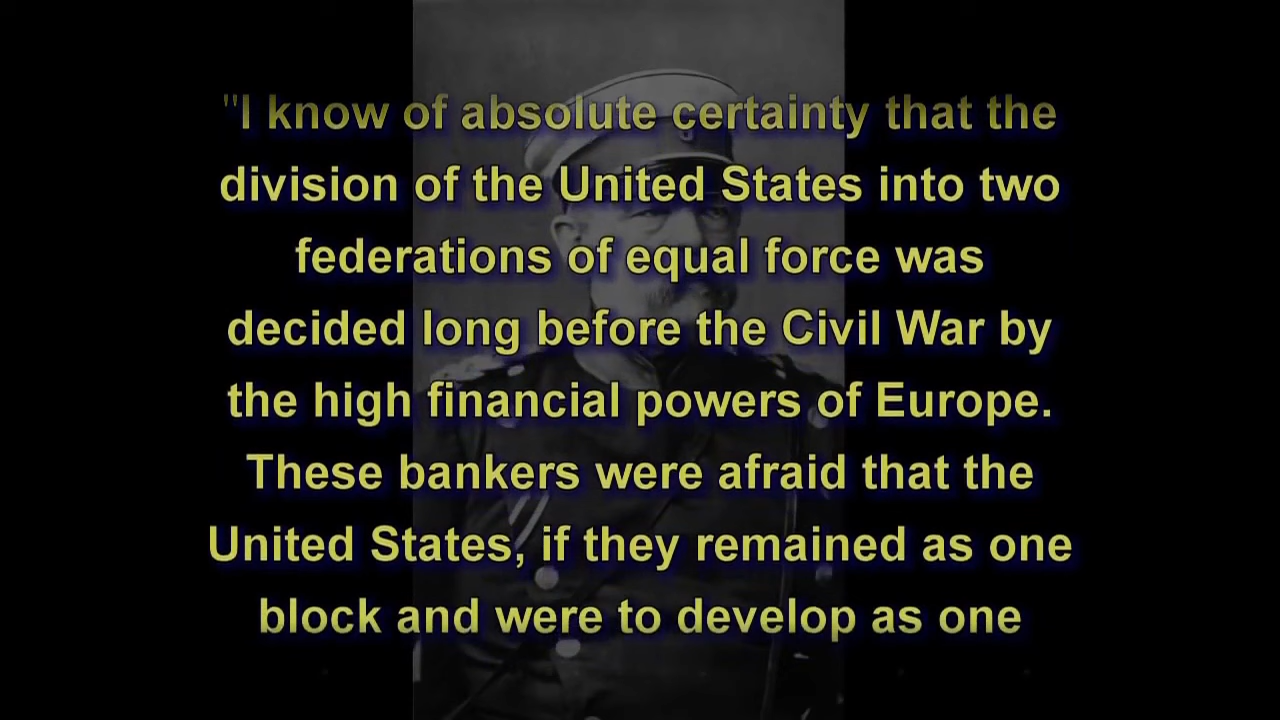 "I know of absolute certainty that the
division of the United States into two
federations of equal force was
decided long before the Civil War by
the high financial powers of Europe.
These bankers were afraid that the
United States, if they remained as one
block and were to develop as one